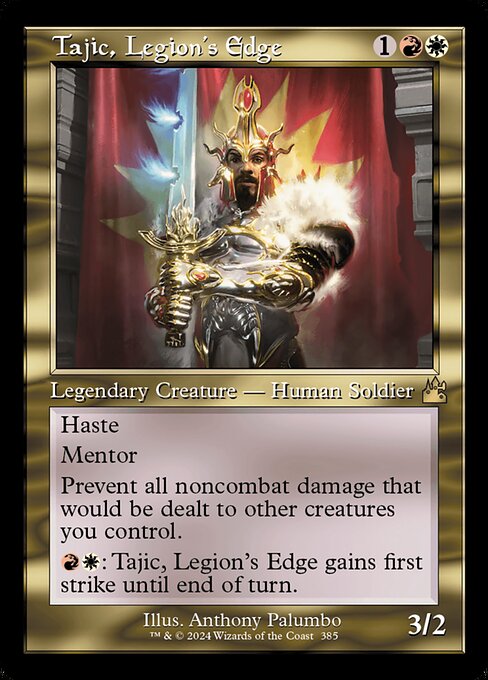 Tajic, Legion's Edge 1
Legendary Creature — Human Soldier
Haste
Mentor
Prevent all noncombat damage that
would be dealt to other creatures
you control.
: Tajic, Legion's Edge gains first
strike until end of turn.
Illus. Anthony Palumbo
™ & © 2024 Wizards of the Coast 385
3/2